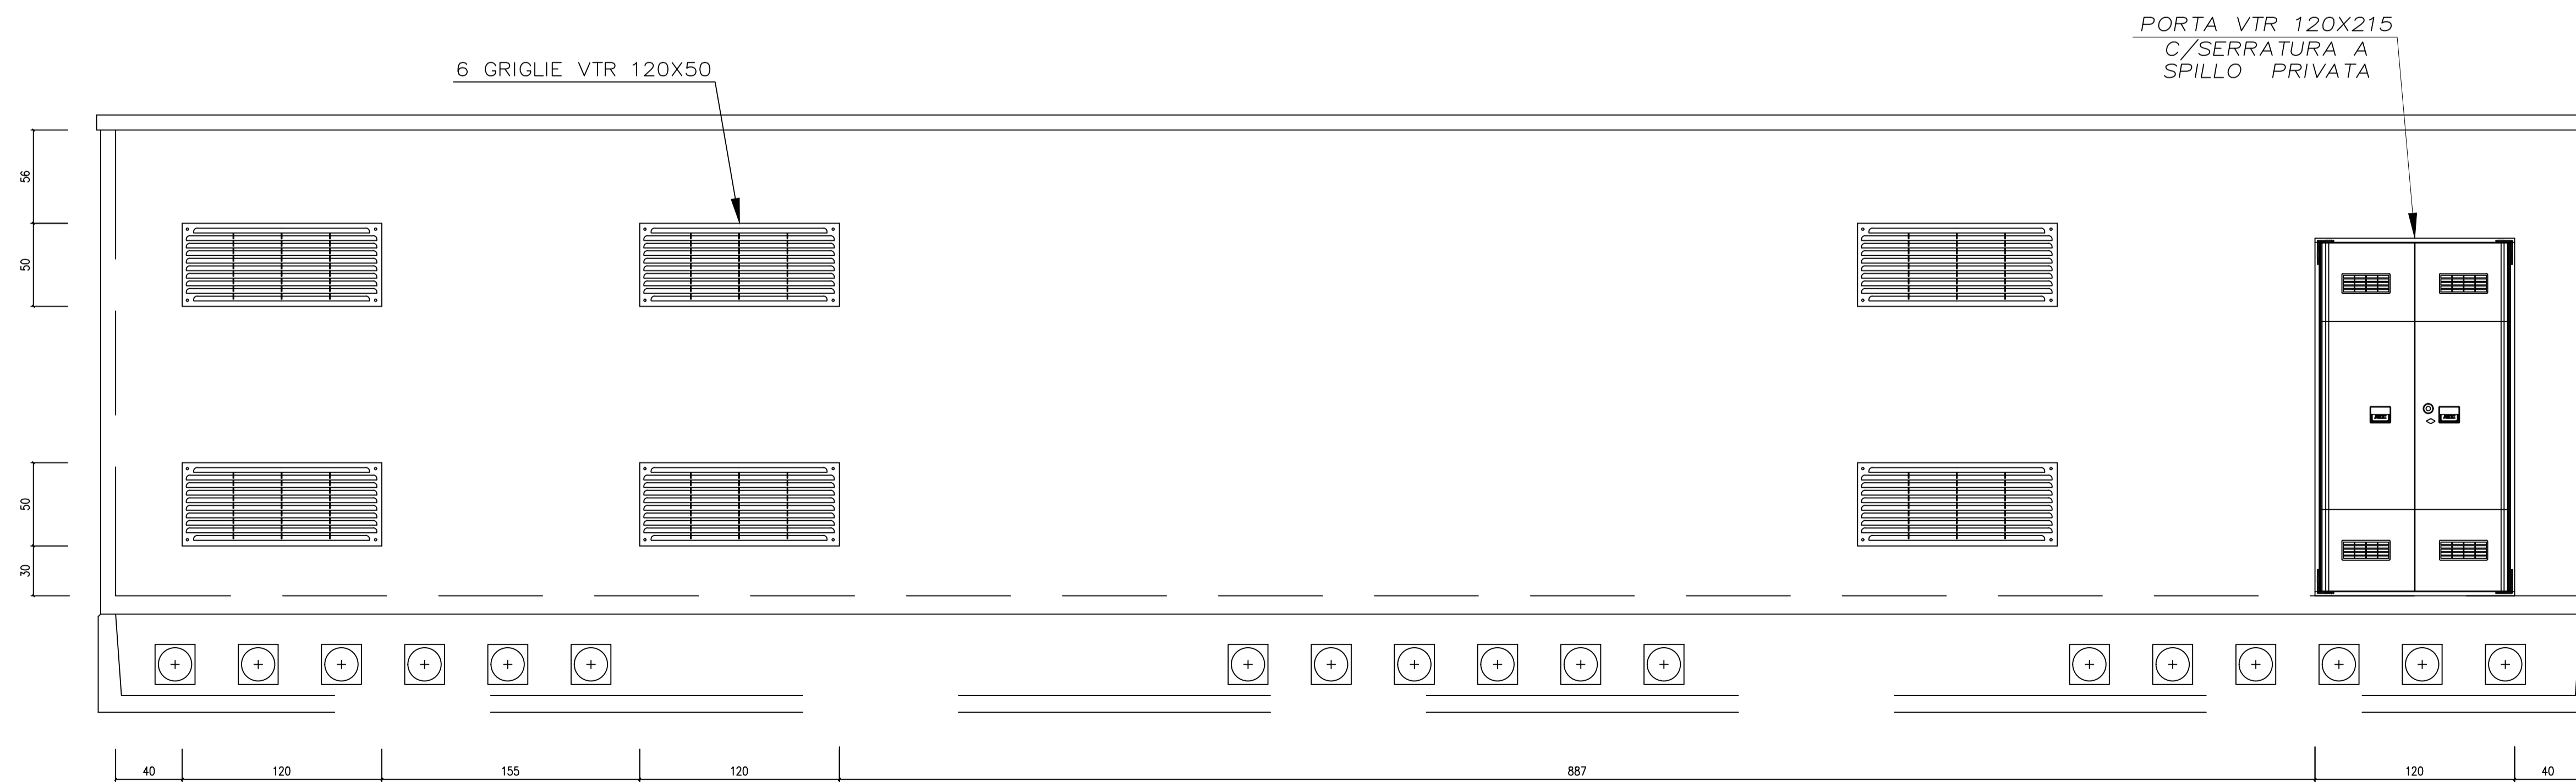 PORTA VTR 120X215
C/SERRATURA A
SPILLO PRIVATA
6 GRIGLIE VTR 120X50
56
50
50
30
40
120
155
120
887
120
40